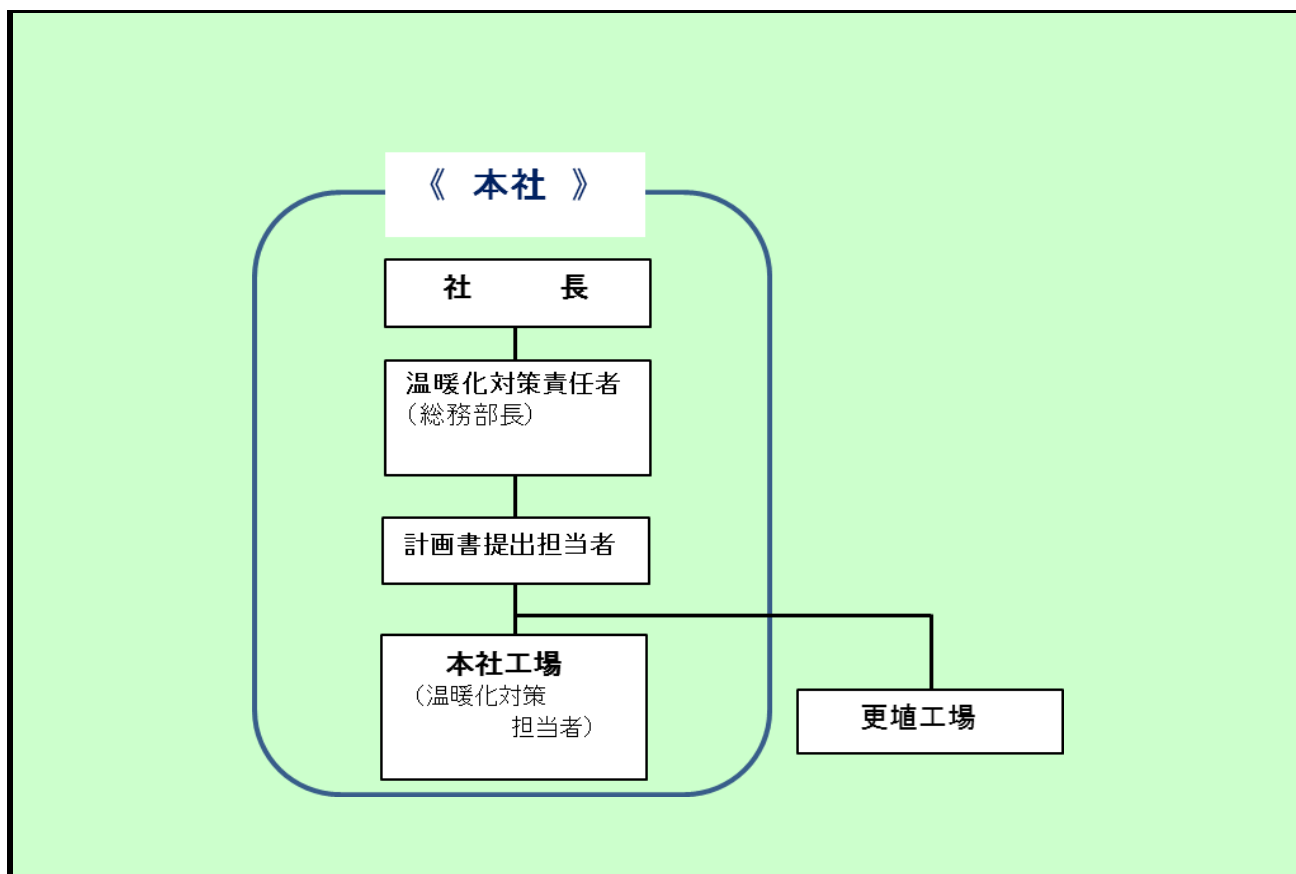 《 本社 》
社 長
温暖化対策責任者
（総務部長）
計画書提出担当者
本社工場
（温暖化対策
担当者）
更埴工場